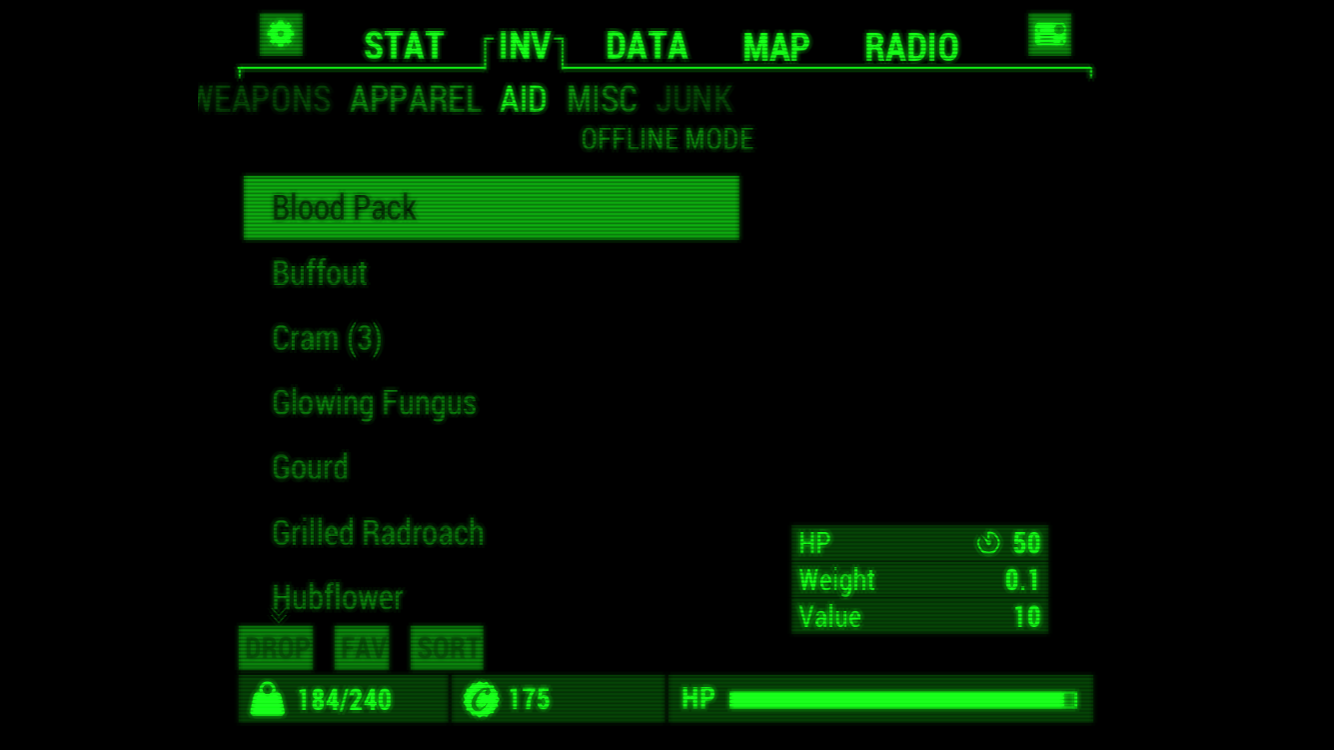 STAT INV DATA MAP RADIO
WEAPONS APPAREL AID MISC JUNK
OFFLINE MODE
Blood Pack
Buffout
Cram (3)
Glowing Fungus
Gourd
Grilled Radroach
Hubflower
HP 50
Weight 0.1
Value 10
DROP FAV SORT
184/240 175 HP